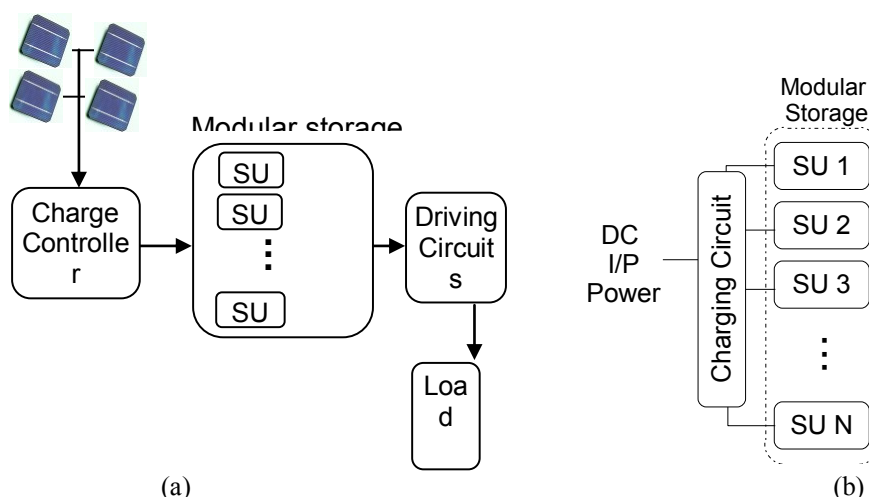 Modular storage
SU
SU
SU
Charge
Controlle
r
Driving
Circuit
s
Loa
d
(a)
Modular
Storage
DC
I/P
Power
Charging Circuit
SU 1
SU 2
SU 3
SU N
(b)